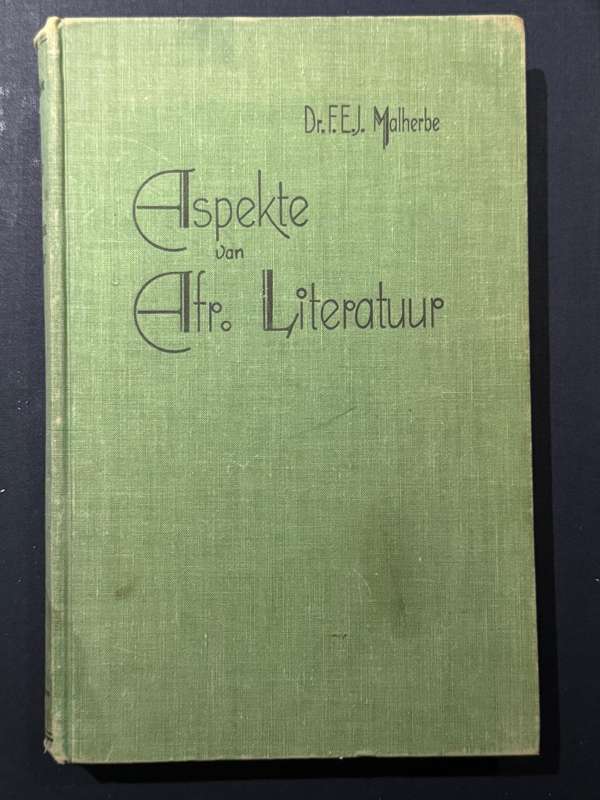 Dr. F.E.J. Malherbe
Aspekte
van
Afr. Literatuur